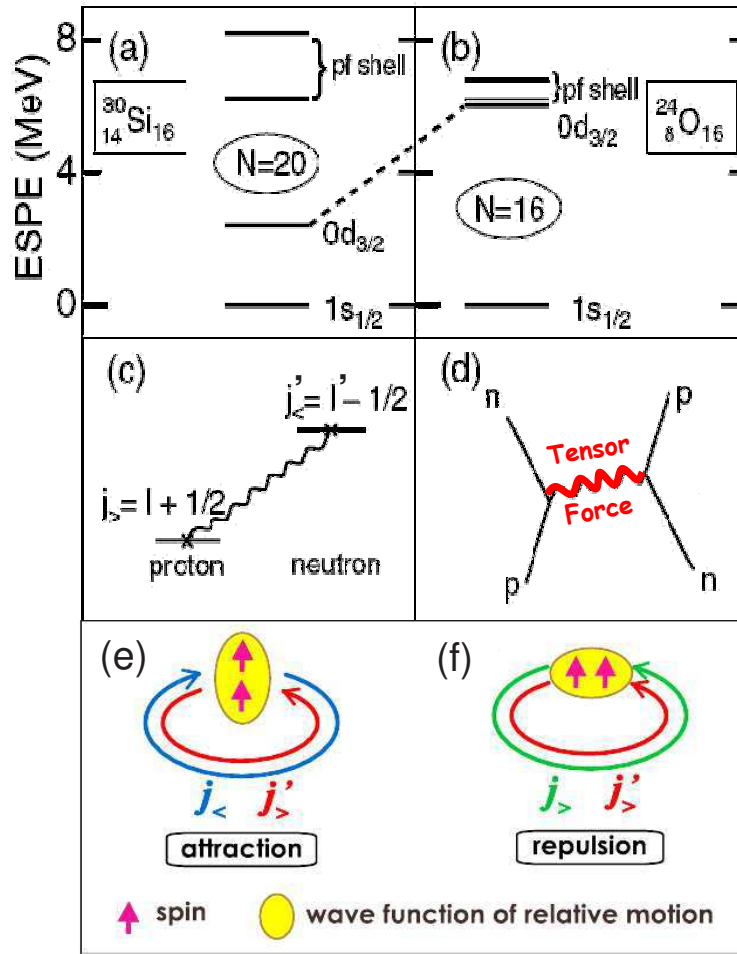 ESPE (MeV)
8
4
0
(a)
pf shell
30
14Si16
N=20
0d3/2
1s1/2
(b)
pf shell
0d3/2
24
8O16
N=16
1s1/2
(c)
j'<= l' – 1/2
j>= l + 1/2
proton neutron
(d)
n p
Tensor
Force
p n
(e)
j< j>'
attraction
(f)
j> j>'
repulsion
spin wave function of relative motion